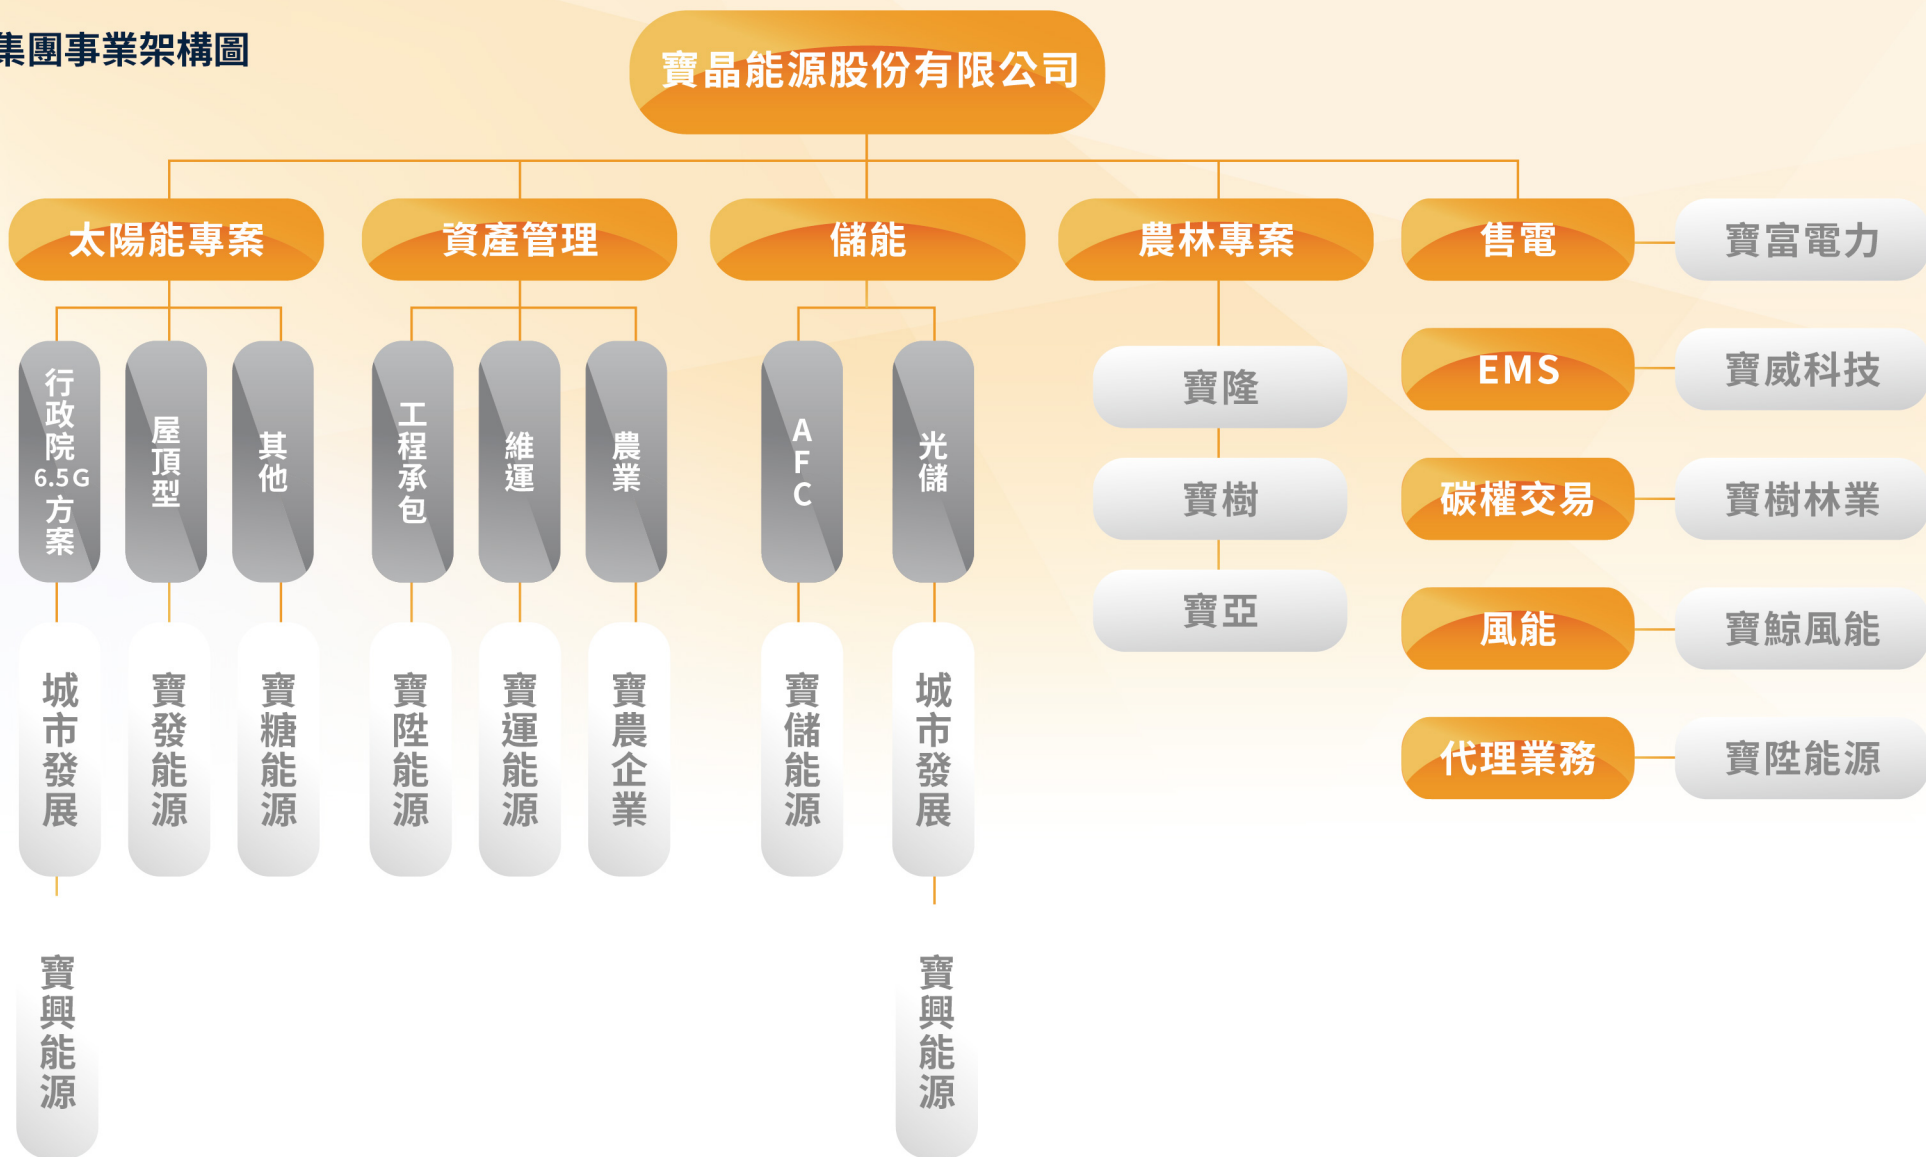 集團事業架構圖
寶晶能源股份有限公司
太陽能專案
資產管理
儲能
農林專案
售電
寶富電力
EMS
寶威科技
碳權交易
寶樹林業
風能
寶鯨風能
代理業務
寶陞能源
行政院6.5G方案
屋頂型
其他
工程承包
維運
農業
AFC
光儲
寶隆
寶樹
寶亞
城市發展
寶發能源
寶糖能源
寶陞能源
寶運能源
寶農企業
寶儲能源
城市發展
寶興能源
寶興能源